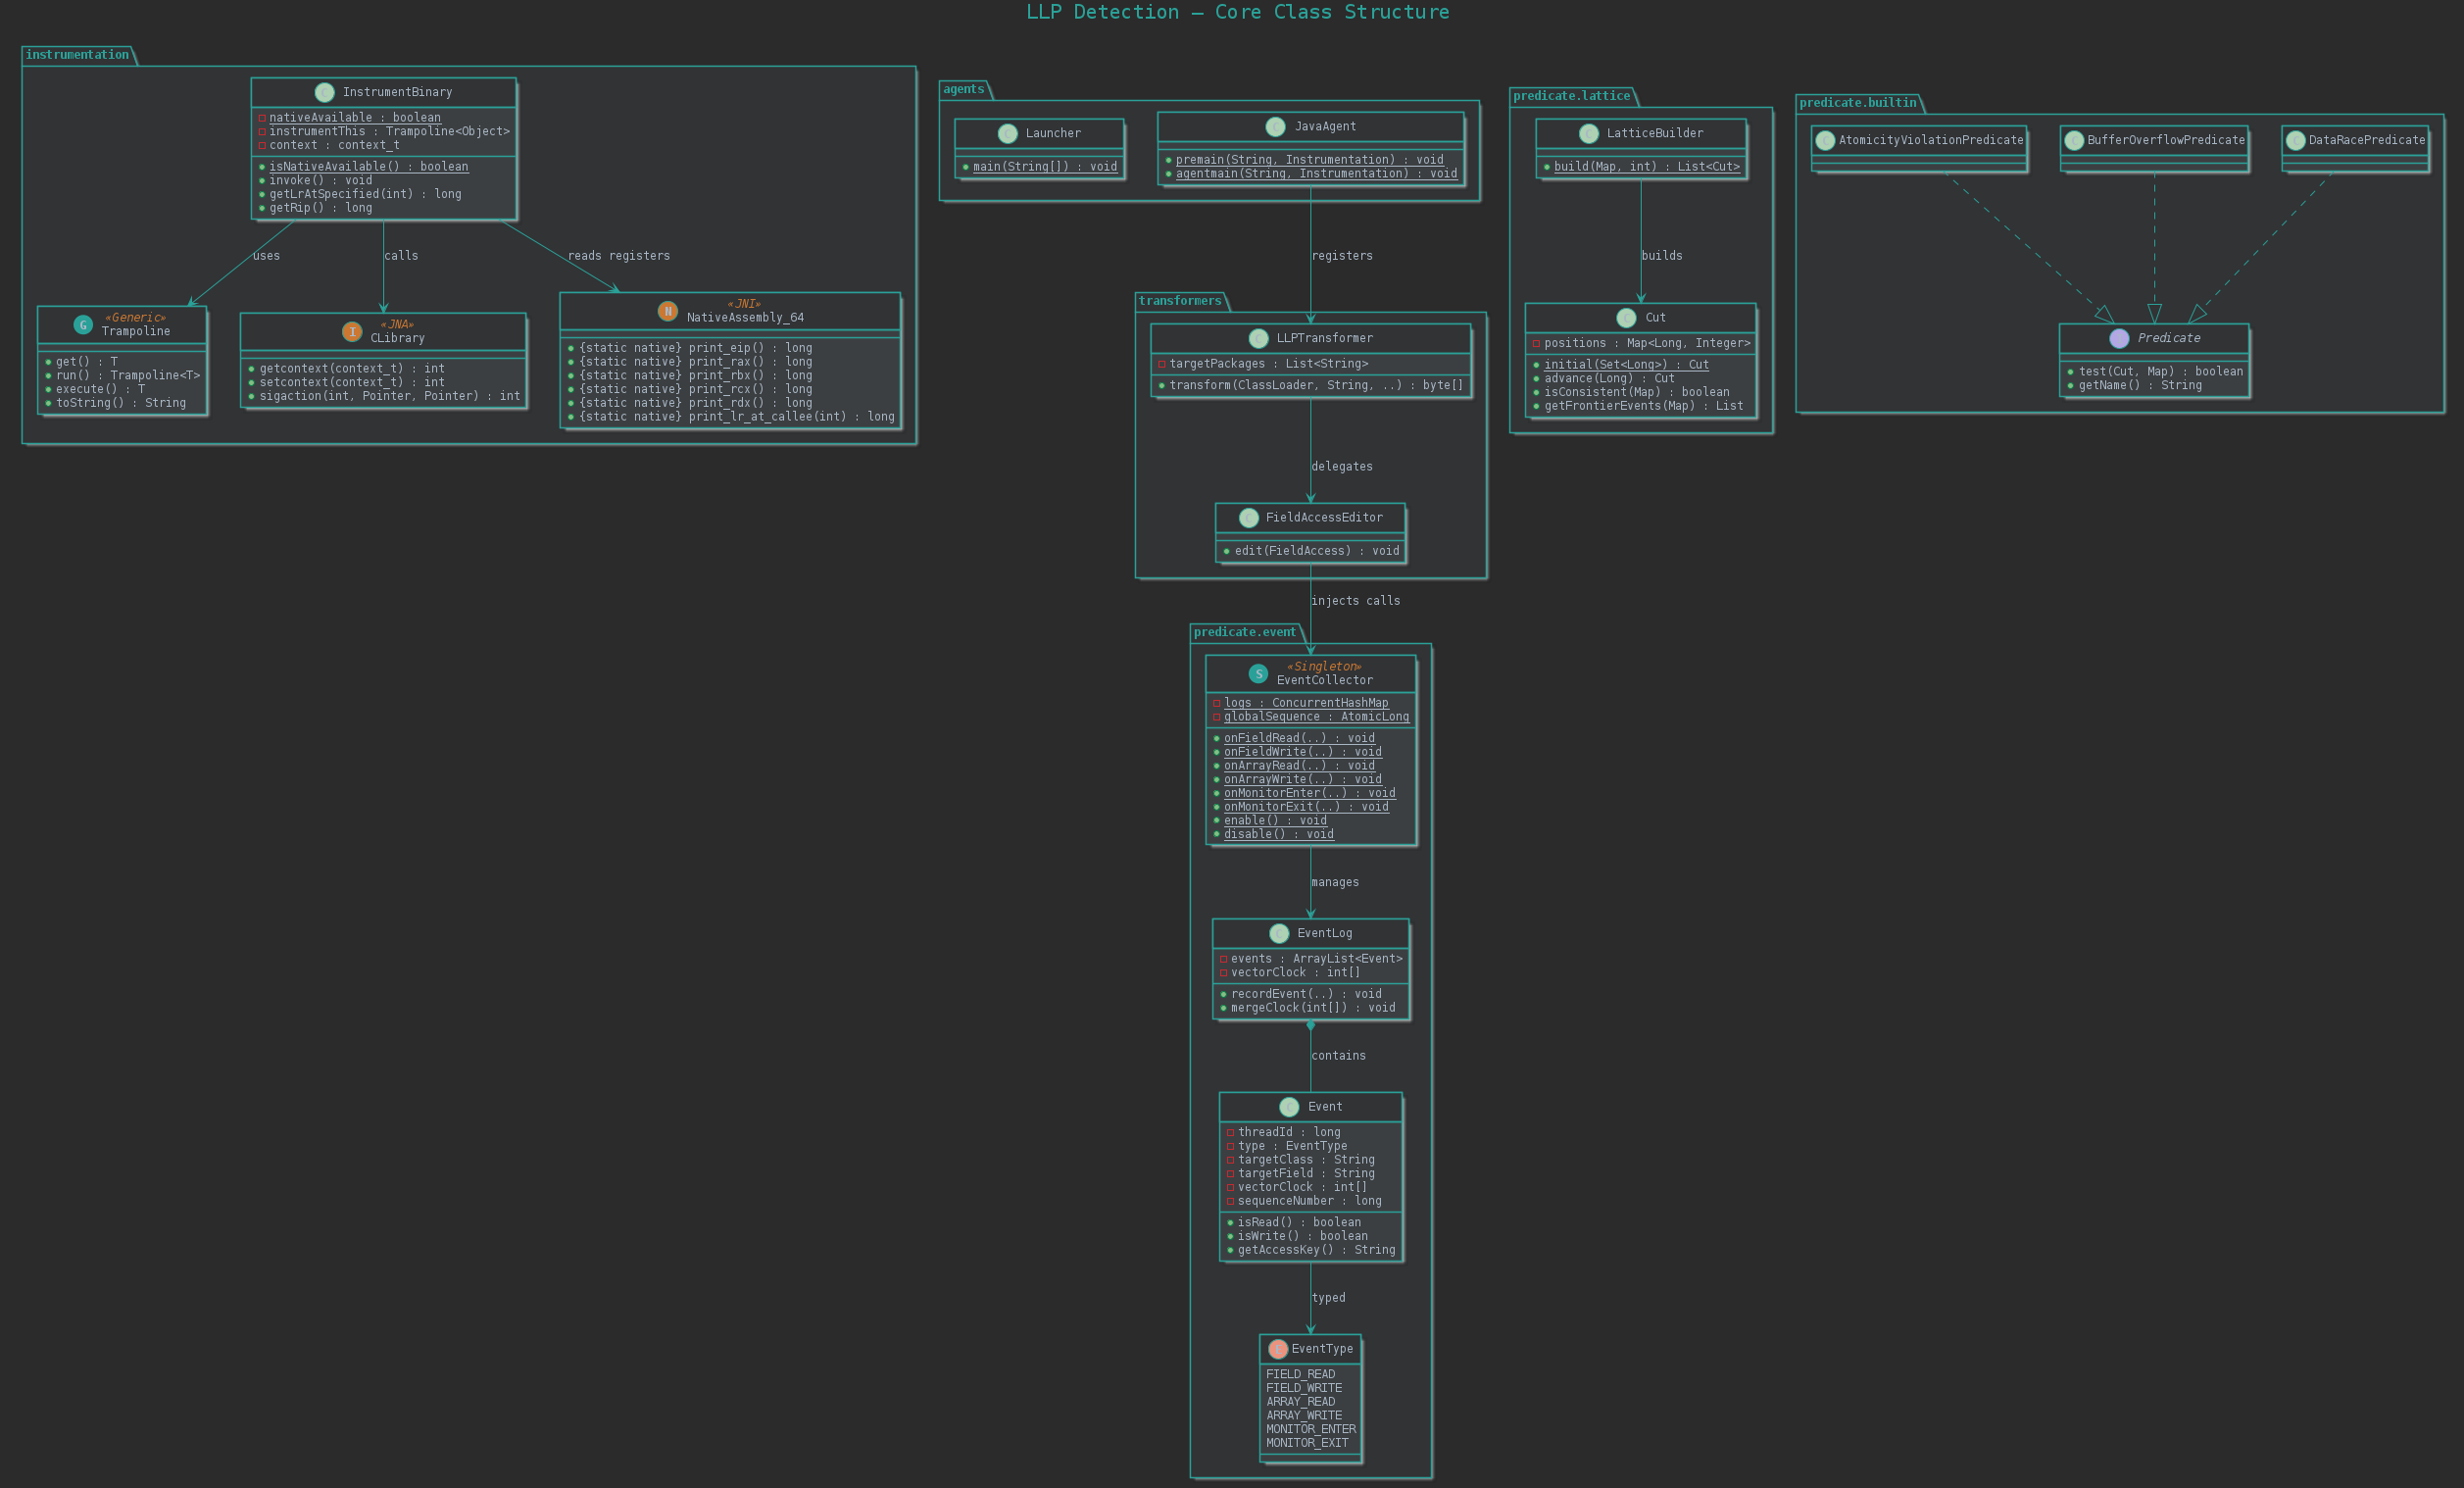 LLP Detection — Core Class Structure
instrumentation
InstrumentBinary
nativeAvailable : boolean
instrumentThis : Trampoline<Object>
context : context_t
isNativeAvailable() : boolean
invoke() : void
getLrAtSpecified(int) : long
getRip() : long
uses
calls
reads registers
G
«Generic»
Trampoline
get() : T
run() : Trampoline<T>
execute() : T
toString() : String
I
«JNA»
CLibrary
getcontext(context_t) : int
setcontext(context_t) : int
sigaction(int, Pointer, Pointer) : int
N
«JNI»
NativeAssembly_64
{static native} print_eip() : long
{static native} print_rax() : long
{static native} print_rbx() : long
{static native} print_rcx() : long
{static native} print_rdx() : long
{static native} print_lr_at_callee(int) : long
agents
Launcher
main(String[]) : void
JavaAgent
premain(String, Instrumentation) : void
agentmain(String, Instrumentation) : void
registers
transformers
LLPTransformer
targetPackages : List<String>
transform(ClassLoader, String, ..) : byte[]
delegates
FieldAccessEditor
edit(FieldAccess) : void
injects calls
predicate.event
S
«Singleton»
EventCollector
logs : ConcurrentHashMap
globalSequence : AtomicLong
onFieldRead(..) : void
onFieldWrite(..) : void
onArrayRead(..) : void
onArrayWrite(..) : void
onMonitorEnter(..) : void
onMonitorExit(..) : void
enable() : void
disable() : void
manages
EventLog
events : ArrayList<Event>
vectorClock : int[]
recordEvent(..) : void
mergeClock(int[]) : void
contains
Event
threadId : long
type : EventType
targetClass : String
targetField : String
vectorClock : int[]
sequenceNumber : long
isRead() : boolean
isWrite() : boolean
getAccessKey() : String
typed
EventType
FIELD_READ
FIELD_WRITE
ARRAY_READ
ARRAY_WRITE
MONITOR_ENTER
MONITOR_EXIT
predicate.lattice
LatticeBuilder
build(Map, int) : List<Cut>
builds
Cut
positions : Map<Long, Integer>
initial(Set<Long>) : Cut
advance(Long) : Cut
isConsistent(Map) : boolean
getFrontierEvents(Map) : List
predicate.builtin
AtomicityViolationPredicate
BufferOverflowPredicate
DataRacePredicate
Predicate
test(Cut, Map) : boolean
getName() : String